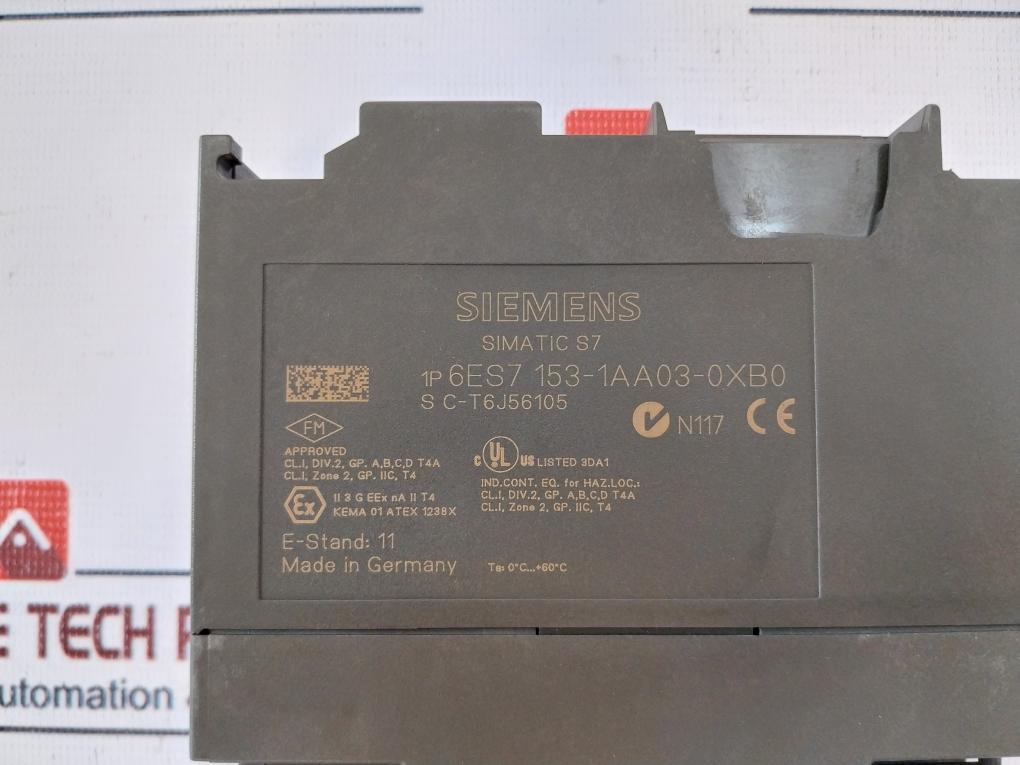 SIEMENS
SIMATIC S7
1P 6ES7 153-1AA03-0XB0
S C-T6J56105
N117 CE
FM
APPROVED
CL.I, DIV.2, GP. A,B,C,D T4A
CL.I, Zone 2, GP. IIC, T4
C UL US LISTED 3DA1
IND.CONT. EQ. for HAZ.LOC.:
CL.I, DIV.2, GP. A,B,C,D T4A
CL.I, Zone 2, GP. IIC, T4
Ex II 3 G EEx nA II T4
KEMA 01 ATEX 1238X
E-Stand: 11
Made in Germany
Ta: 0°C...+60°C
E TECH
utomation